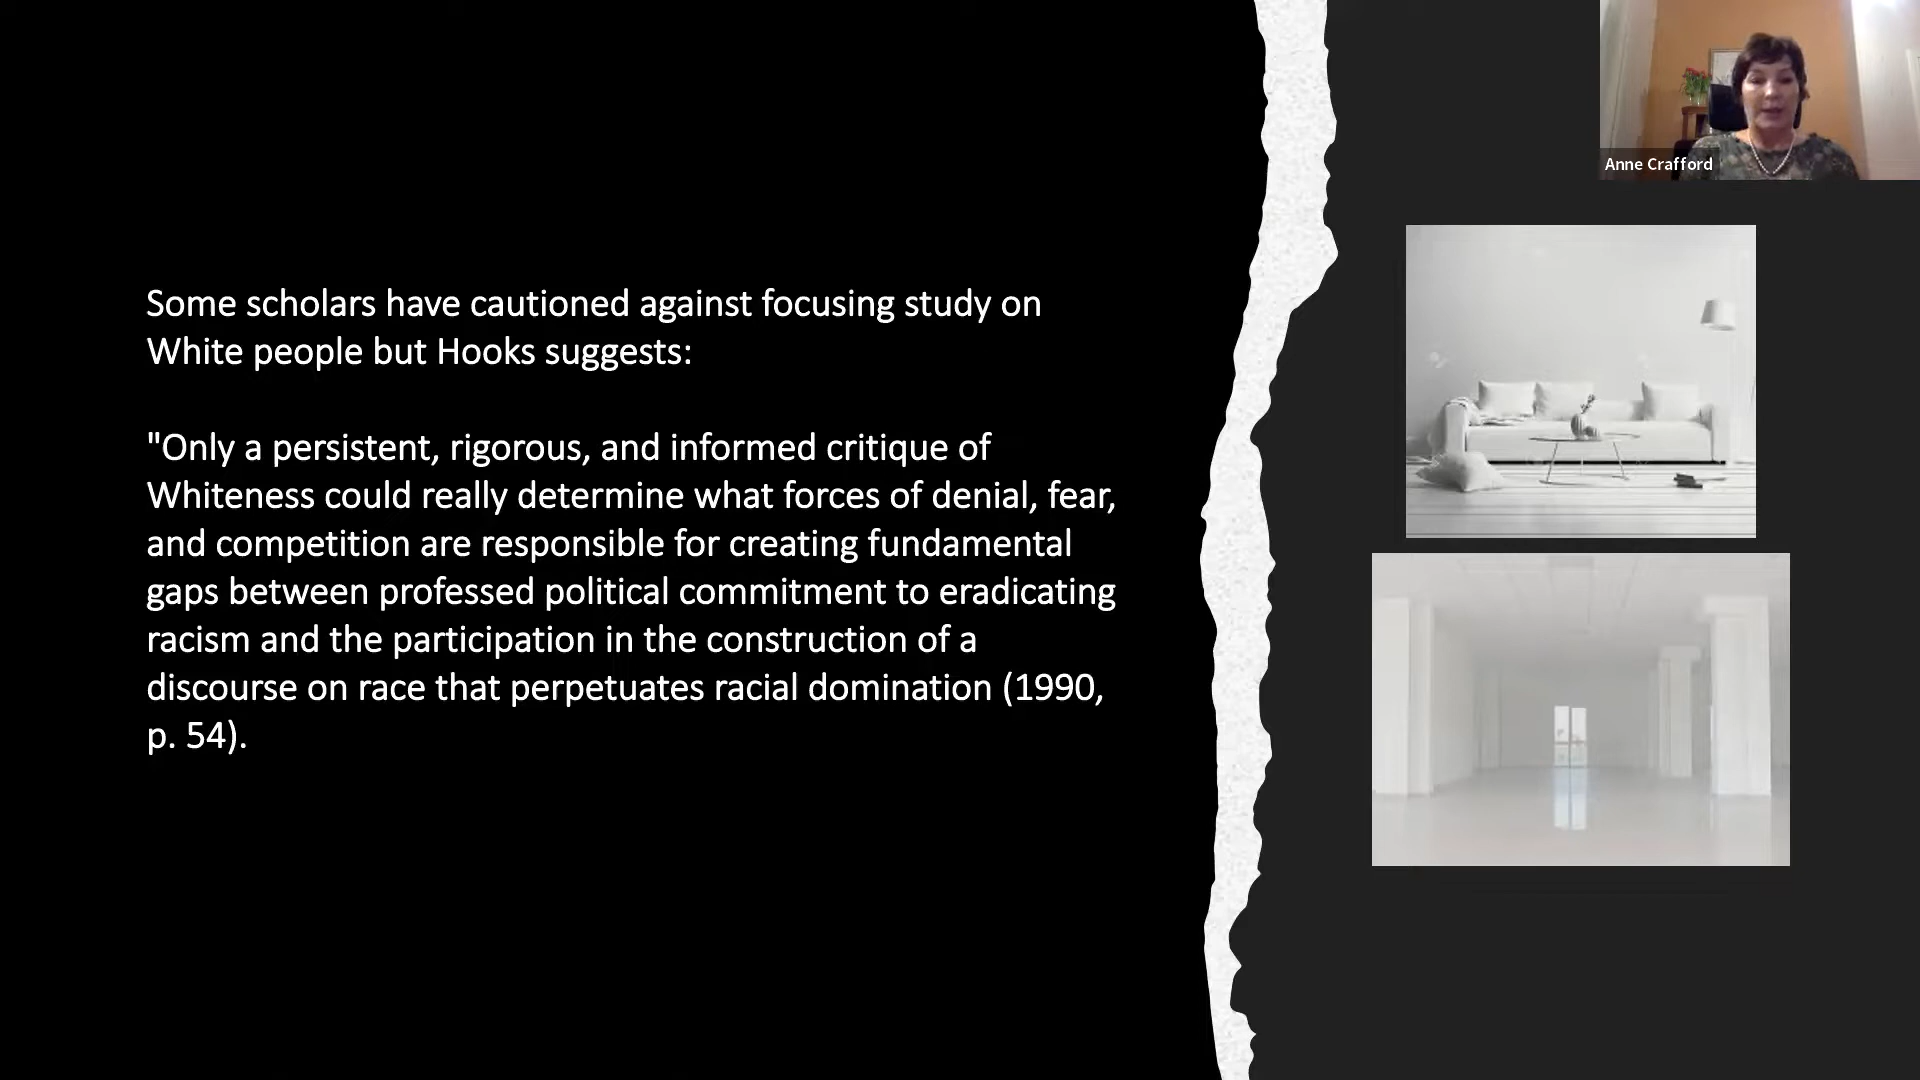 Anne Crafford
Some scholars have cautioned against focusing study on
White people but Hooks suggests:
"Only a persistent, rigorous, and informed critique of
Whiteness could really determine what forces of denial, fear,
and competition are responsible for creating fundamental
gaps between professed political commitment to eradicating
racism and the participation in the construction of a
discourse on race that perpetuates racial domination (1990,
p. 54).